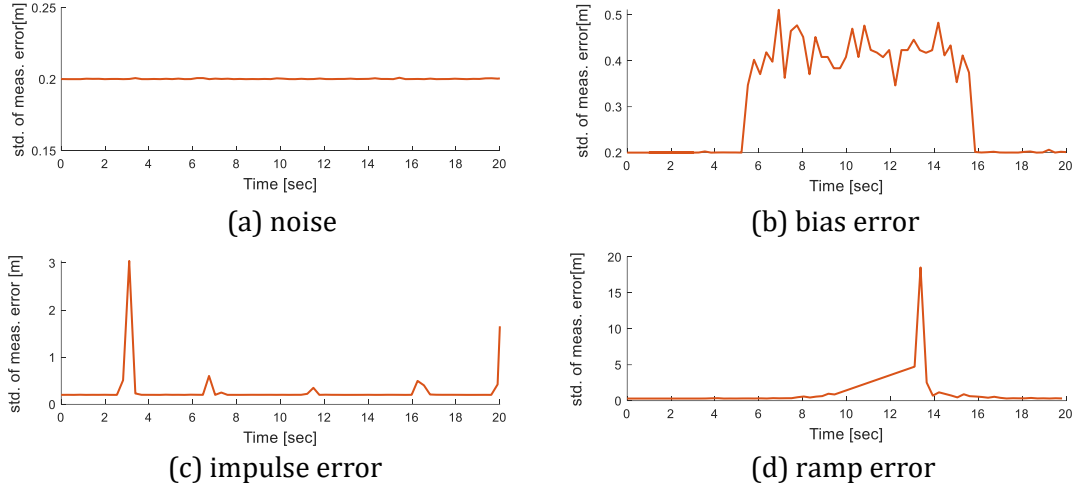 std. of meas. error[m]
0.25
0.2
0.15
0 2 4 6 8 10 12 14 16 18 20
Time [sec]
(a) noise
std. of meas. error[m]
0.5
0.4
0.3
0.2
0 2 4 6 8 10 12 14 16 18 20
Time [sec]
(b) bias error
std. of meas. error [m]
3
2
1
0
0 2 4 6 8 10 12 14 16 18 20
Time [sec]
(c) impulse error
std. of meas. error[m]
20
15
10
5
0
0 2 4 6 8 10 12 14 16 18 20
Time [sec]
(d) ramp error